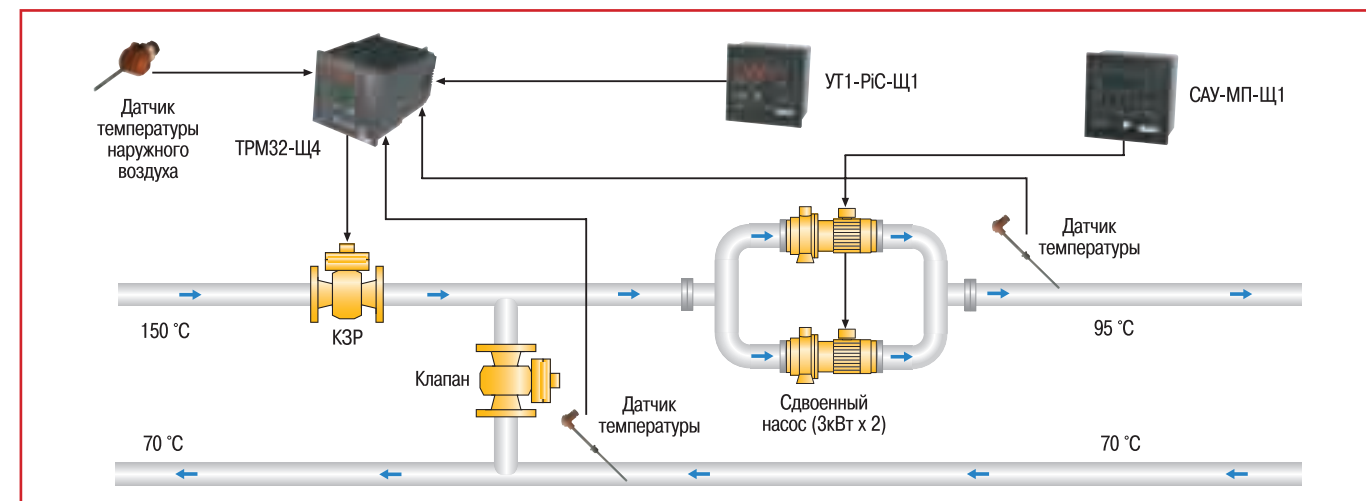 Датчик
температуры
наружного
воздуха
ТРМ32-Щ4
УТ1-PiC-Щ1
САУ-МП-Щ1
Датчик
температуры
150 °C
КЗР
95 °C
Клапан
Датчик
температуры
Сдвоенный
насос (3кВт х 2)
70 °C
70 °C